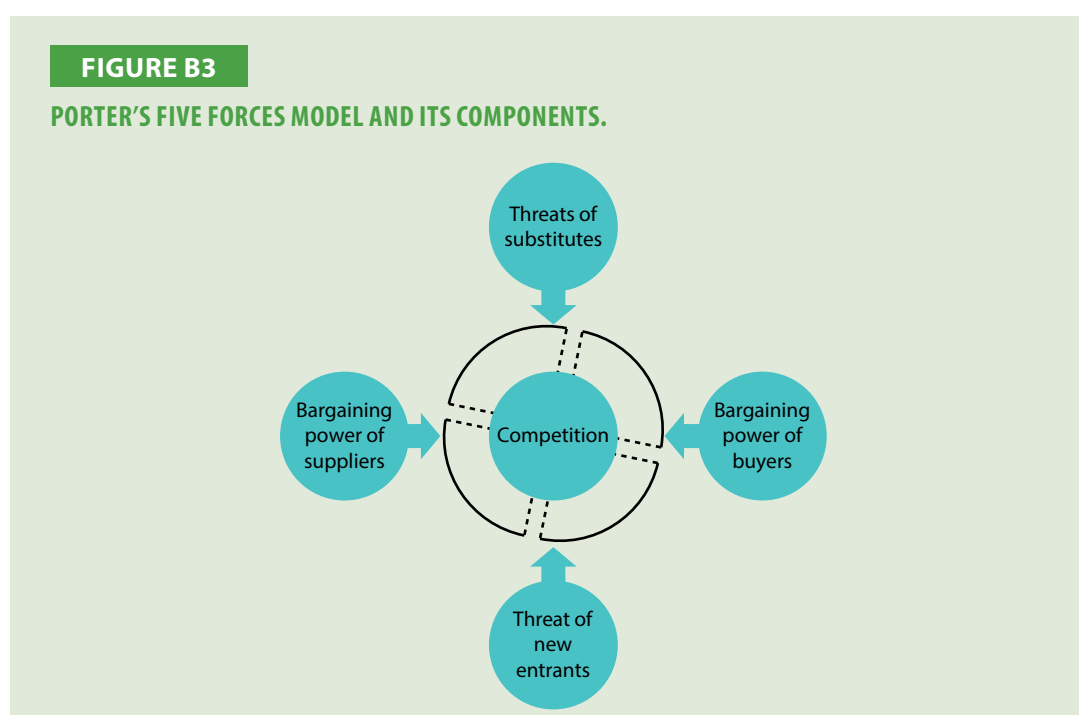 FIGURE B3
PORTER'S FIVE FORCES MODEL AND ITS COMPONENTS.
Threats of
substitutes
Bargaining
power of
suppliers
Competition
Bargaining
power of
buyers
Threat of
new
entrants